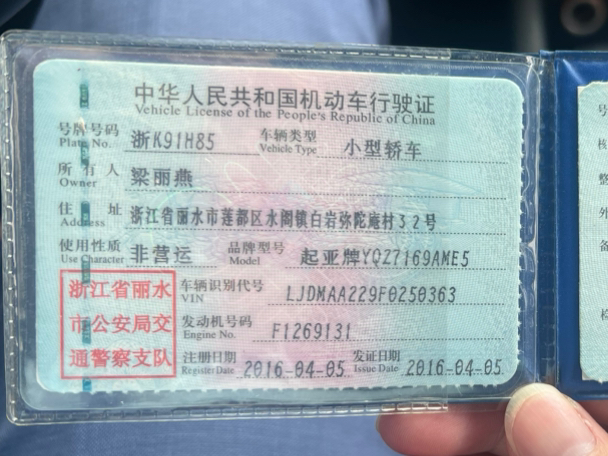 中华人民共和国机动车行驶证
Vehicle License of the People's Republic of China
号牌号码 浙K91H85 车辆类型 小型轿车
Plate No. Vehicle Type
所有人 梁丽燕
Owner
住址 浙江省丽水市莲都区水阁镇白岩弥陀庵村32号
Address
使用性质 非营运 品牌型号 起亚牌YQZ7169AME5
Use Character Model
浙江省丽水
市公安局交
通警察支队
车辆识别代号 LJDMAA229F0250363
VIN
发动机号码 F1269131
Engine No.
注册日期 2016-04-05 发证日期 2016-04-05
Register Date Issue Date
号
核
整
外
备
检